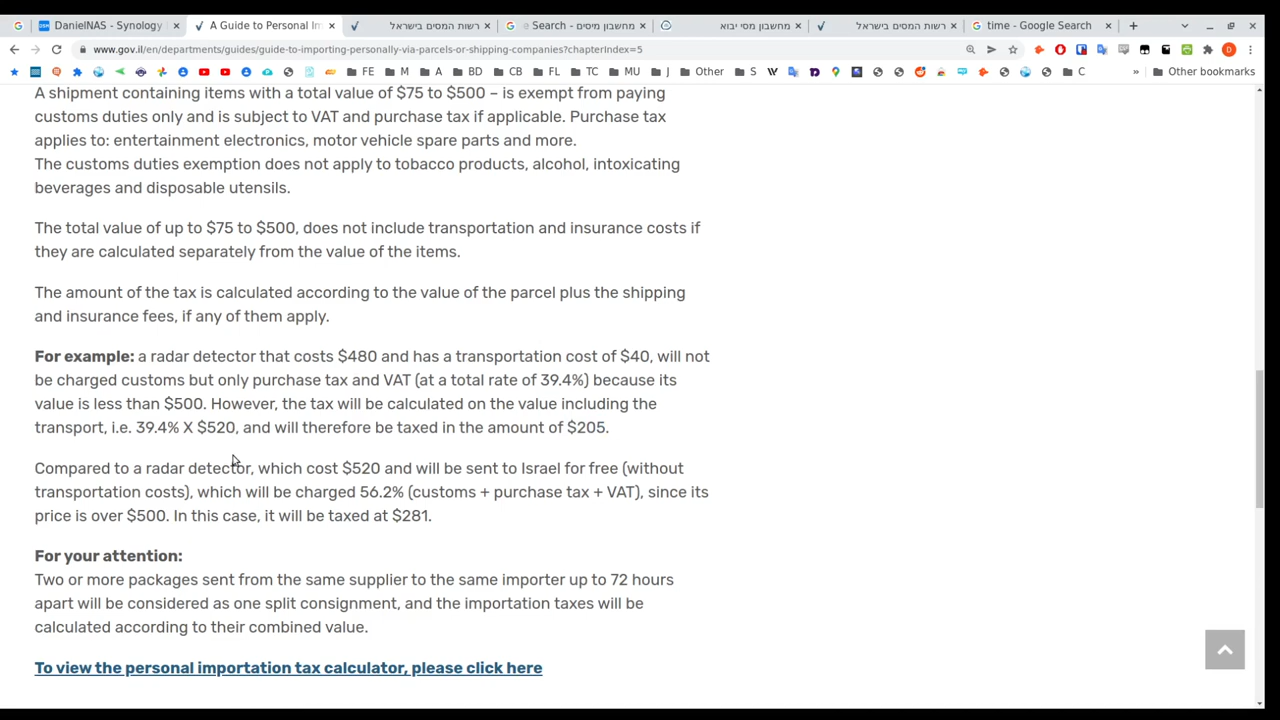 DanielNAS - Synology
A Guide to Personal Im
רשות המסים בישראל
מחשבון מיסים - Search
מחשבון מסי יבוא
רשות המסים בישראל
time - Google Search
www.gov.il/en/departments/guides/guide-to-importing-personally-via-parcels-or-shipping-companies?chapterIndex=5
FE M A BD CB FL TC MU J Other S C » Other bookmarks
A shipment containing items with a total value of $75 to $500 – is exempt from paying
customs duties only and is subject to VAT and purchase tax if applicable. Purchase tax
applies to: entertainment electronics, motor vehicle spare parts and more.
The customs duties exemption does not apply to tobacco products, alcohol, intoxicating
beverages and disposable utensils.
The total value of up to $75 to $500, does not include transportation and insurance costs if
they are calculated separately from the value of the items.
The amount of the tax is calculated according to the value of the parcel plus the shipping
and insurance fees, if any of them apply.
For example: a radar detector that costs $480 and has a transportation cost of $40, will not
be charged customs but only purchase tax and VAT (at a total rate of 39.4%) because its
value is less than $500. However, the tax will be calculated on the value including the
transport, i.e. 39.4% X $520, and will therefore be taxed in the amount of $205.
Compared to a radar detector, which cost $520 and will be sent to Israel for free (without
transportation costs), which will be charged 56.2% (customs + purchase tax + VAT), since its
price is over $500. In this case, it will be taxed at $281.
For your attention:
Two or more packages sent from the same supplier to the same importer up to 72 hours
apart will be considered as one split consignment, and the importation taxes will be
calculated according to their combined value.
To view the personal importation tax calculator, please click here